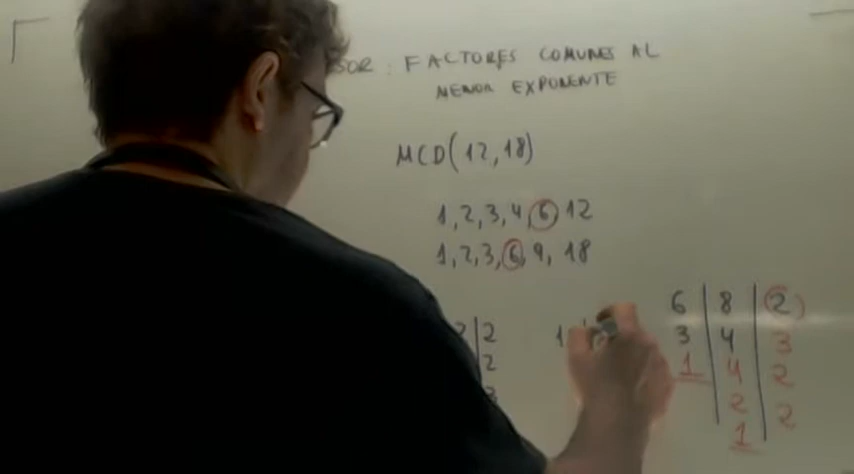 SOR: FACTORES COMUNES AL
MENOR EXPONENTE
MCD(12,18)
1,2,3,4,6,12
1,2,3,6,9,18
2 2
2
3
1
6 8 2
3 4 3
1 4 2
2 2
1